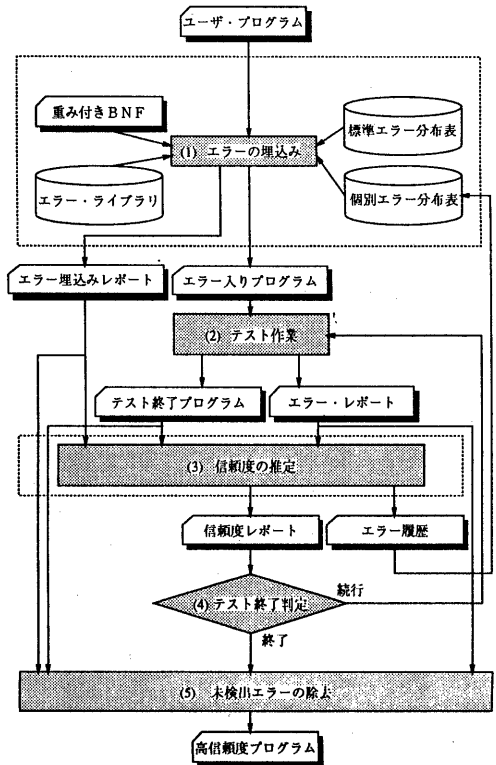 ユーザ・プログラム
重み付きBNF
標準エラー分布表
(1) エラーの埋込み
エラー・ライブラリ
個別エラー分布表
エラー埋込みレポート
エラー入りプログラム
(2) テスト作業
テスト終了プログラム
エラー・レポート
(3) 信頼度の推定
信頼度レポート
エラー履歴
続行
(4) テスト終了判定
終了
(5) 未検出エラーの除去
高信頼度プログラム